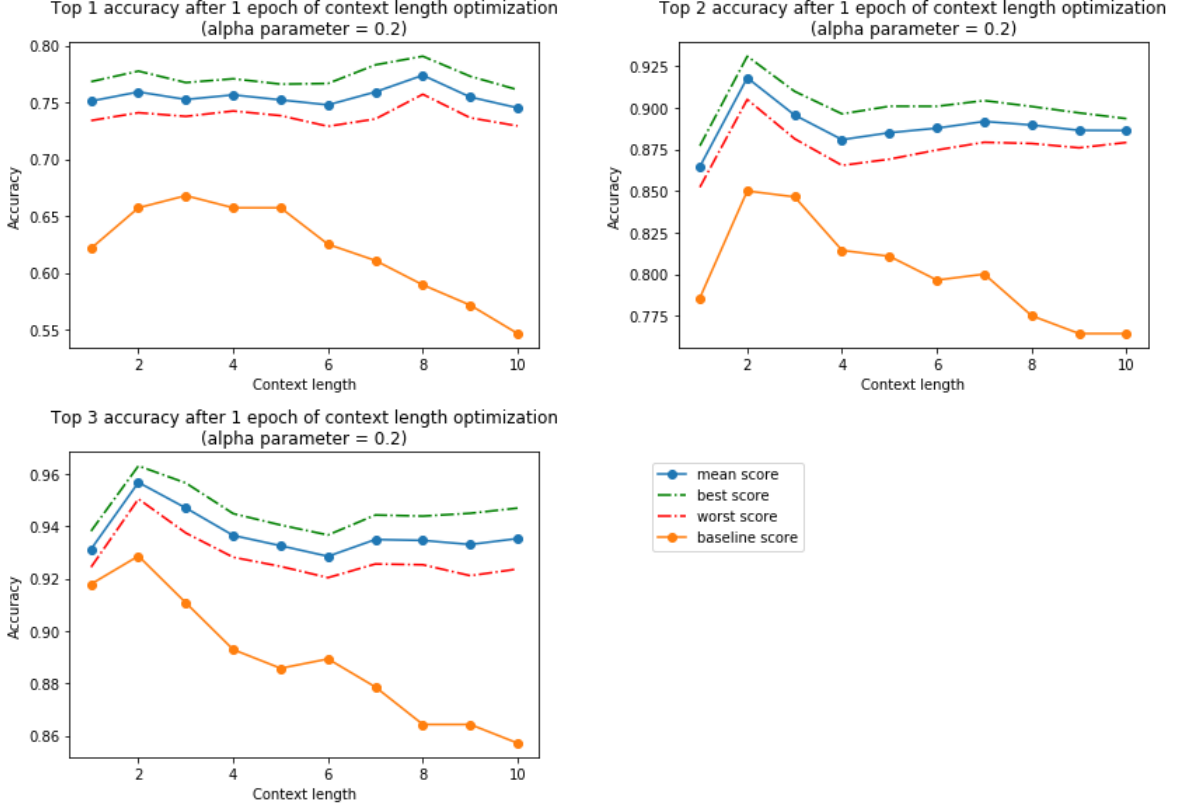 Top 1 accuracy after 1 epoch of context length optimization
(alpha parameter = 0.2)
0.80
0.75
0.70
0.65
0.60
0.55
Accuracy
2 4 6 8 10
Context length
Top 2 accuracy after 1 epoch of context length optimization
(alpha parameter = 0.2)
0.925
0.900
0.875
0.850
0.825
0.800
0.775
Accuracy
2 4 6 8 10
Context length
Top 3 accuracy after 1 epoch of context length optimization
(alpha parameter = 0.2)
0.96
0.94
0.92
0.90
0.88
0.86
Accuracy
2 4 6 8 10
Context length
mean score
best score
worst score
baseline score